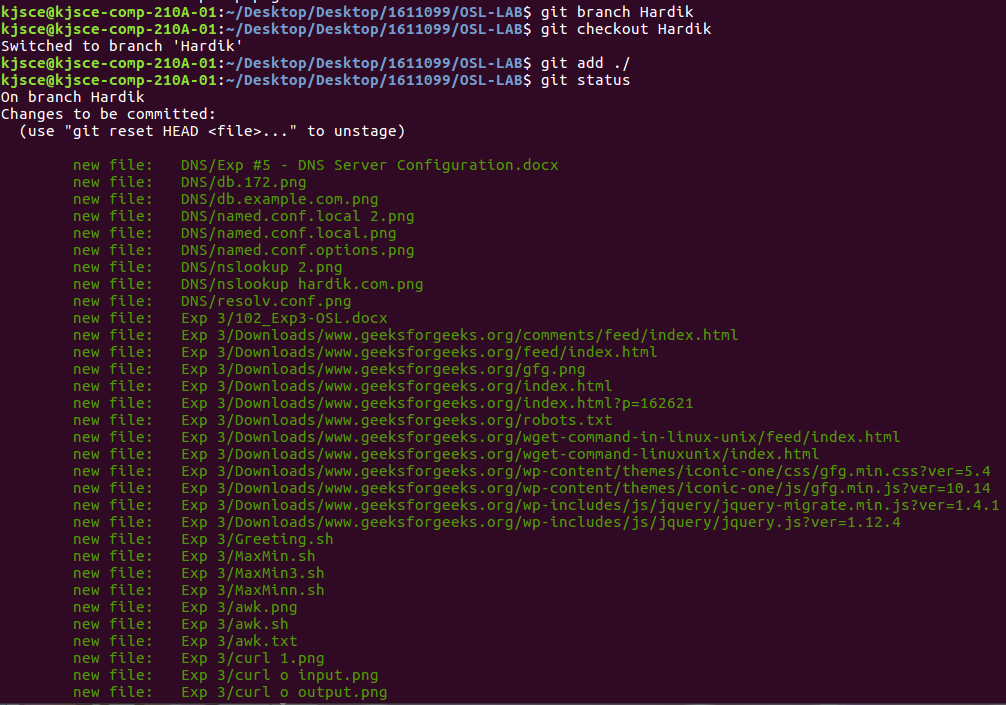 kjsce@kjsce-comp-210A-01:~/Desktop/Desktop/1611099/OSL-LAB$ git branch Hardik
kjsce@kjsce-comp-210A-01:~/Desktop/Desktop/1611099/OSL-LAB$ git checkout Hardik
Switched to branch 'Hardik'
kjsce@kjsce-comp-210A-01:~/Desktop/Desktop/1611099/OSL-LAB$ git add ./
kjsce@kjsce-comp-210A-01:~/Desktop/Desktop/1611099/OSL-LAB$ git status
On branch Hardik
Changes to be committed:
  (use "git reset HEAD <file>..." to unstage)
        new file:   DNS/Exp #5 - DNS Server Configuration.docx
        new file:   DNS/db.172.png
        new file:   DNS/db.example.com.png
        new file:   DNS/named.conf.local 2.png
        new file:   DNS/named.conf.local.png
        new file:   DNS/named.conf.options.png
        new file:   DNS/nslookup 2.png
        new file:   DNS/nslookup hardik.com.png
        new file:   DNS/resolv.conf.png
        new file:   Exp 3/102_Exp3-OSL.docx
        new file:   Exp 3/Downloads/www.geeksforgeeks.org/comments/feed/index.html
        new file:   Exp 3/Downloads/www.geeksforgeeks.org/feed/index.html
        new file:   Exp 3/Downloads/www.geeksforgeeks.org/gfg.png
        new file:   Exp 3/Downloads/www.geeksforgeeks.org/index.html
        new file:   Exp 3/Downloads/www.geeksforgeeks.org/index.html?p=162621
        new file:   Exp 3/Downloads/www.geeksforgeeks.org/robots.txt
        new file:   Exp 3/Downloads/www.geeksforgeeks.org/wget-command-in-linux-unix/feed/index.html
        new file:   Exp 3/Downloads/www.geeksforgeeks.org/wget-command-linuxunix/index.html
        new file:   Exp 3/Downloads/www.geeksforgeeks.org/wp-content/themes/iconic-one/css/gfg.min.css?ver=5.4
        new file:   Exp 3/Downloads/www.geeksforgeeks.org/wp-content/themes/iconic-one/js/gfg.min.js?ver=10.14
        new file:   Exp 3/Downloads/www.geeksforgeeks.org/wp-includes/js/jquery/jquery-migrate.min.js?ver=1.4.1
        new file:   Exp 3/Downloads/www.geeksforgeeks.org/wp-includes/js/jquery/jquery.js?ver=1.12.4
        new file:   Exp 3/Greeting.sh
        new file:   Exp 3/MaxMin.sh
        new file:   Exp 3/MaxMin3.sh
        new file:   Exp 3/MaxMinn.sh
        new file:   Exp 3/awk.png
        new file:   Exp 3/awk.sh
        new file:   Exp 3/awk.txt
        new file:   Exp 3/curl 1.png
        new file:   Exp 3/curl o input.png
        new file:   Exp 3/curl o output.png